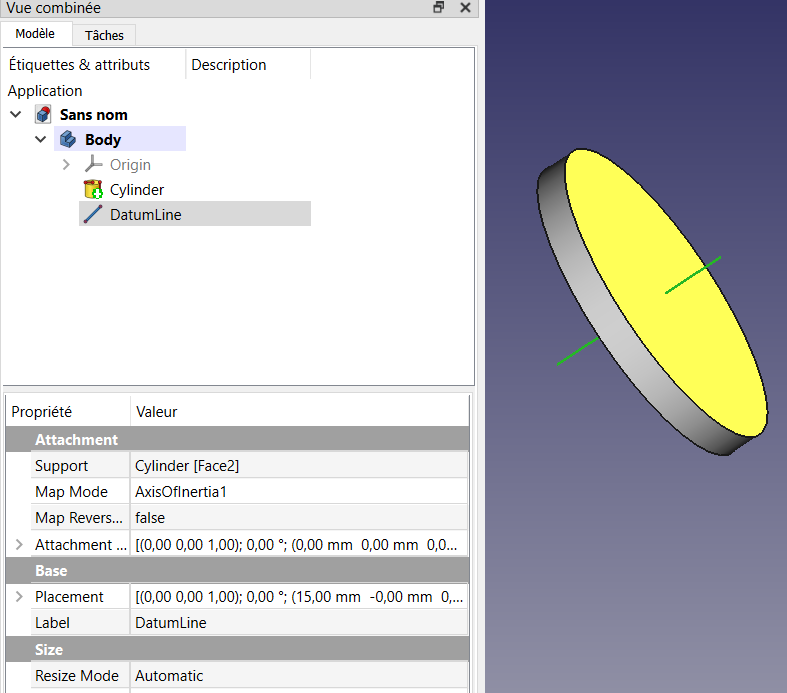 Vue combinée
Modèle Tâches
Étiquettes & attributs Description
Application
Sans nom
Body
Origin
Cylinder
DatumLine
Propriété Valeur
Attachment
Support Cylinder [Face2]
Map Mode AxisOfInertia1
Map Revers... false
Attachment ... [(0,00 0,00 1,00); 0,00 °; (0,00 mm 0,00 mm 0,0...
Base
Placement [(0,00 0,00 1,00); 0,00 °; (15,00 mm -0,00 mm 0,...
Label DatumLine
Size
Resize Mode Automatic